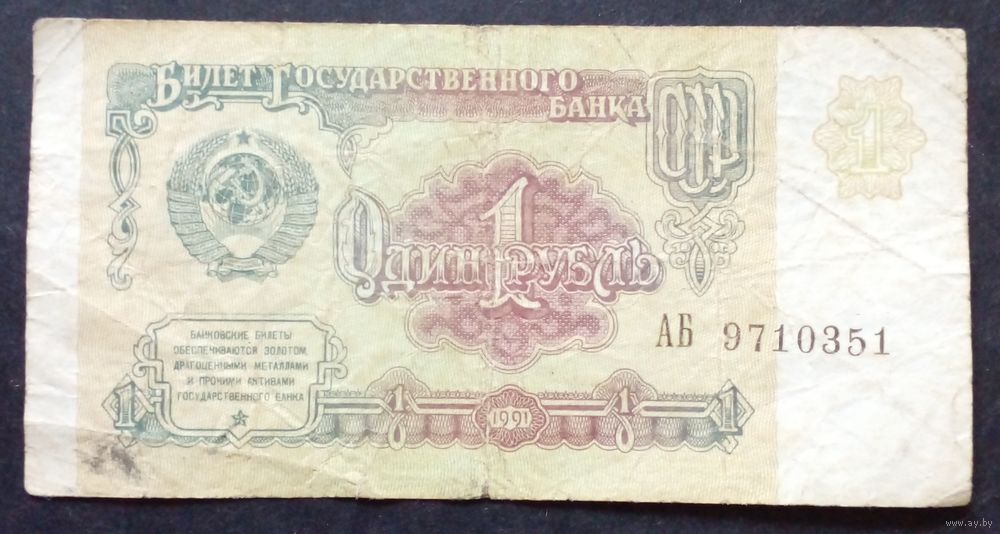 БИЛЕТ ГОСУДАРСТВЕННОГО
БАНКА СССР
1
1
ОДИН РУБЛЬ
БАНКОВСКИЕ БИЛЕТЫ
ОБЕСПЕЧИВАЮТСЯ ЗОЛОТОМ,
ДРАГОЦЕННЫМИ МЕТАЛЛАМИ
И ПРОЧИМИ АКТИВАМИ
ГОСУДАРСТВЕННОГО БАНКА
АБ 9710351
1 1 1991 1 1
www.ay.by